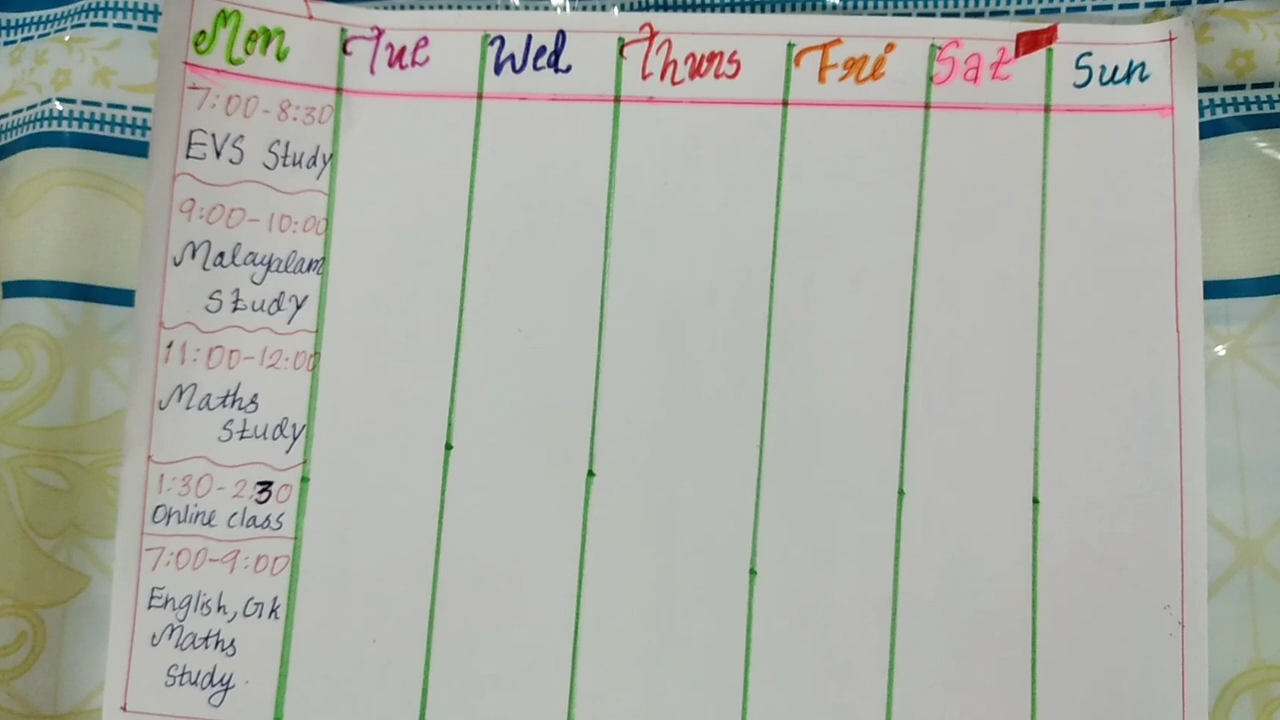 Mon Tue Wed Thurs Fri Sat Sun
7:00-8:30
EVS Study
9:00-10:00
Malayalam
Study
11:00-12:00
Maths
Study
1:30-2:30
Online class
7:00-9:00
English, Gk
Maths
Study.